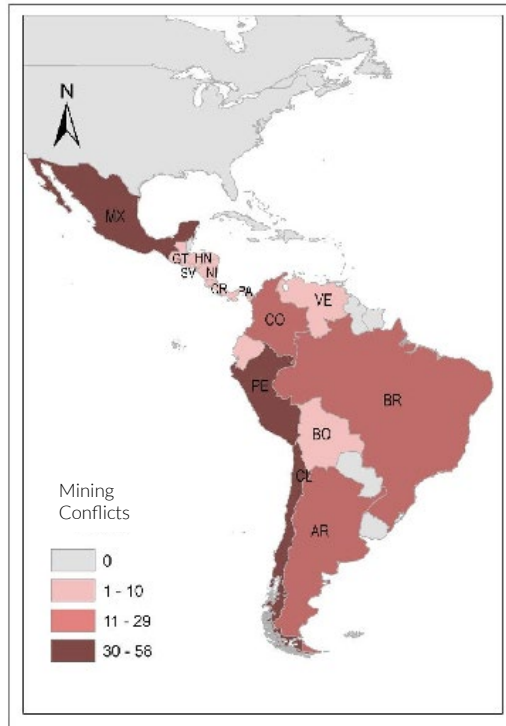 N
MX
GT HN
SV NI
CR PA
VE
CO
PE
BR
BO
CL
AR
Mining
Conflicts
0
1 - 10
11 - 29
30 - 58